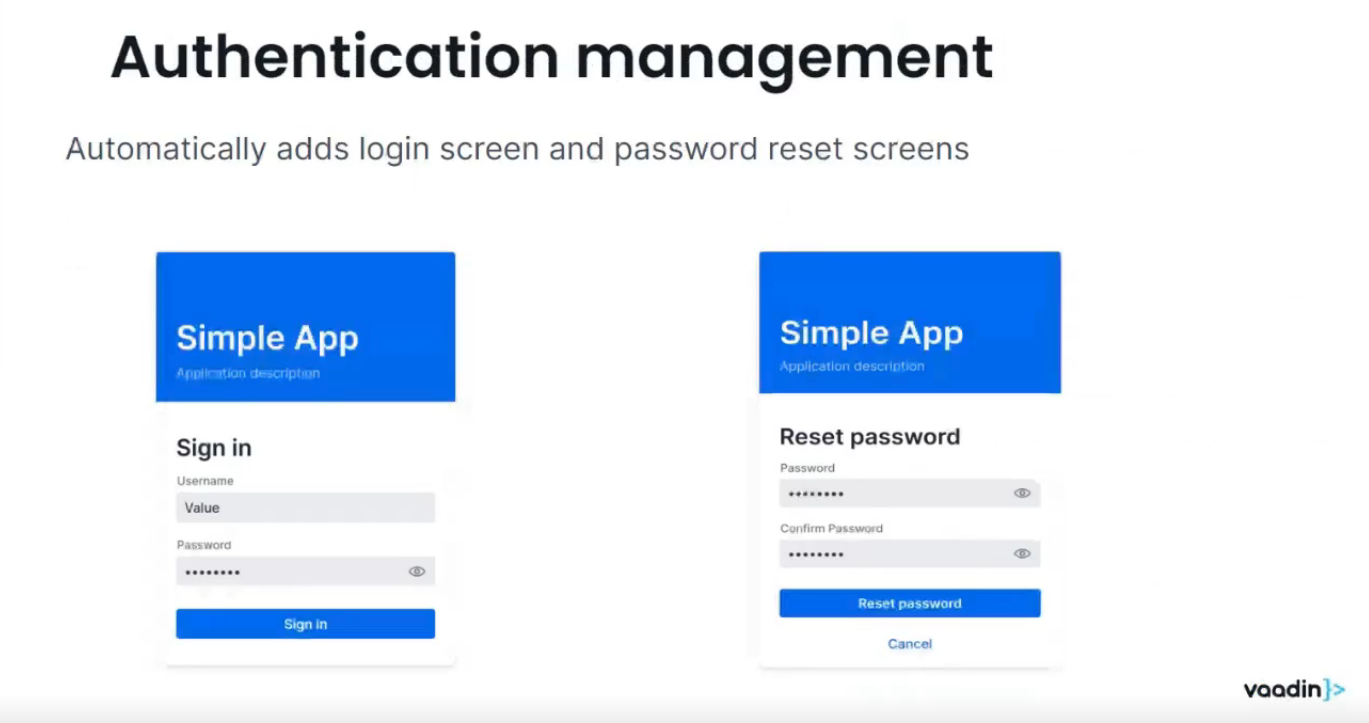 Authentication management
Automatically adds login screen and password reset screens
Simple App
Application description
Sign in
Username
Value
Password
••••••••
Sign in
Simple App
Application description
Reset password
Password
••••••••
Confirm Password
••••••••
Reset password
Cancel
vaadin}>